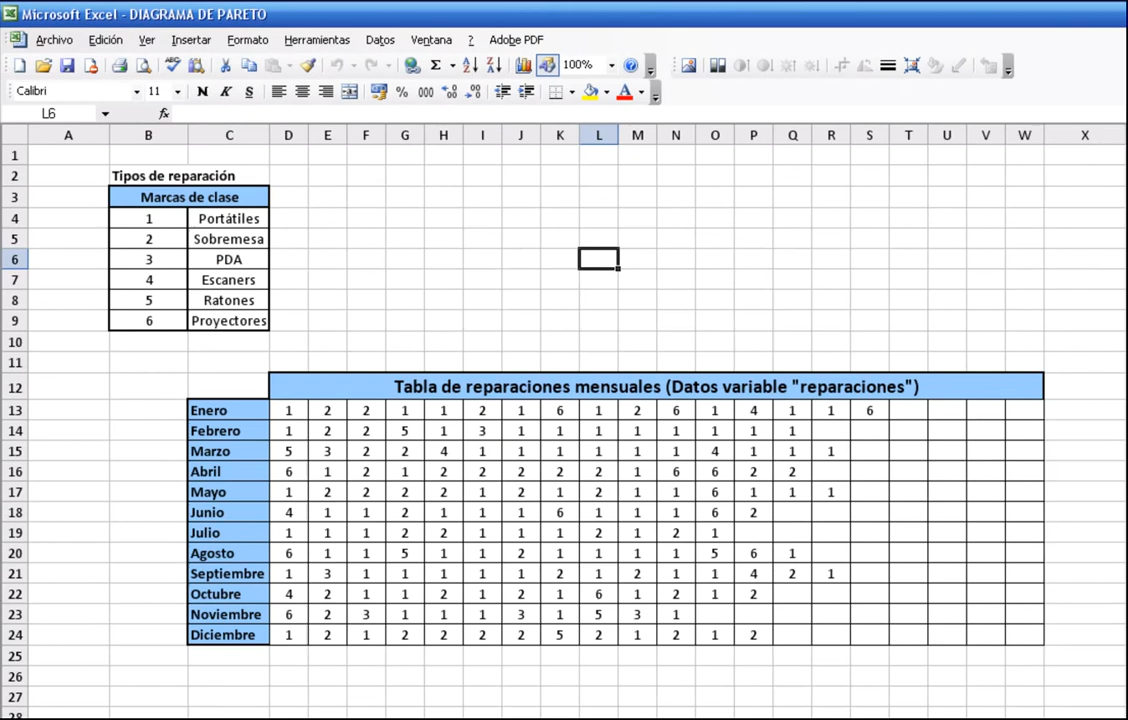 Microsoft Excel - DIAGRAMA DE PARETO
Archivo Edición Ver Insertar Formato Herramientas Datos Ventana ? Adobe PDF
100%
Calibri 11 N K S % 000
L6 fx
A B C D E F G H I J K L M N O P Q R S T U V W X
1
2 Tipos de reparación
3 Marcas de clase
4 1 Portátiles
5 2 Sobremesa
6 3 PDA
7 4 Escaners
8 5 Ratones
9 6 Proyectores
10
11
12 Tabla de reparaciones mensuales (Datos variable "reparaciones")
13 Enero 1 2 2 1 1 2 1 6 1 2 6 1 4 1 1 6
14 Febrero 1 2 2 5 1 3 1 1 1 1 1 1 1 1
15 Marzo 5 3 2 2 4 1 1 1 1 1 1 4 1 1 1
16 Abril 6 1 2 1 2 2 2 2 2 1 6 6 2 2
17 Mayo 1 2 2 2 2 1 2 1 2 1 1 6 1 1 1
18 Junio 4 1 1 2 1 1 1 6 1 1 1 6 2
19 Julio 1 1 1 2 2 1 1 1 2 1 2 1
20 Agosto 6 1 1 5 1 1 2 1 1 1 1 5 6 1
21 Septiembre 1 3 1 1 1 1 1 2 1 2 1 1 4 2 1
22 Octubre 4 2 1 1 2 1 2 1 6 1 2 1 2
23 Noviembre 6 2 3 1 1 1 3 1 5 3 1
24 Diciembre 1 2 1 2 2 2 2 5 2 1 2 1 2
25
26
27
28